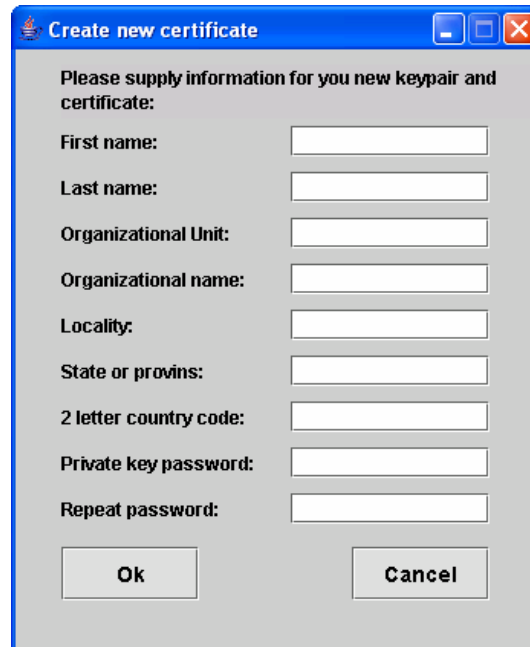 Create new certificate
Please supply information for you new keypair and
certificate:
First name:
Last name:
Organizational Unit:
Organizational name:
Locality:
State or provins:
2 letter country code:
Private key password:
Repeat password:
Ok Cancel